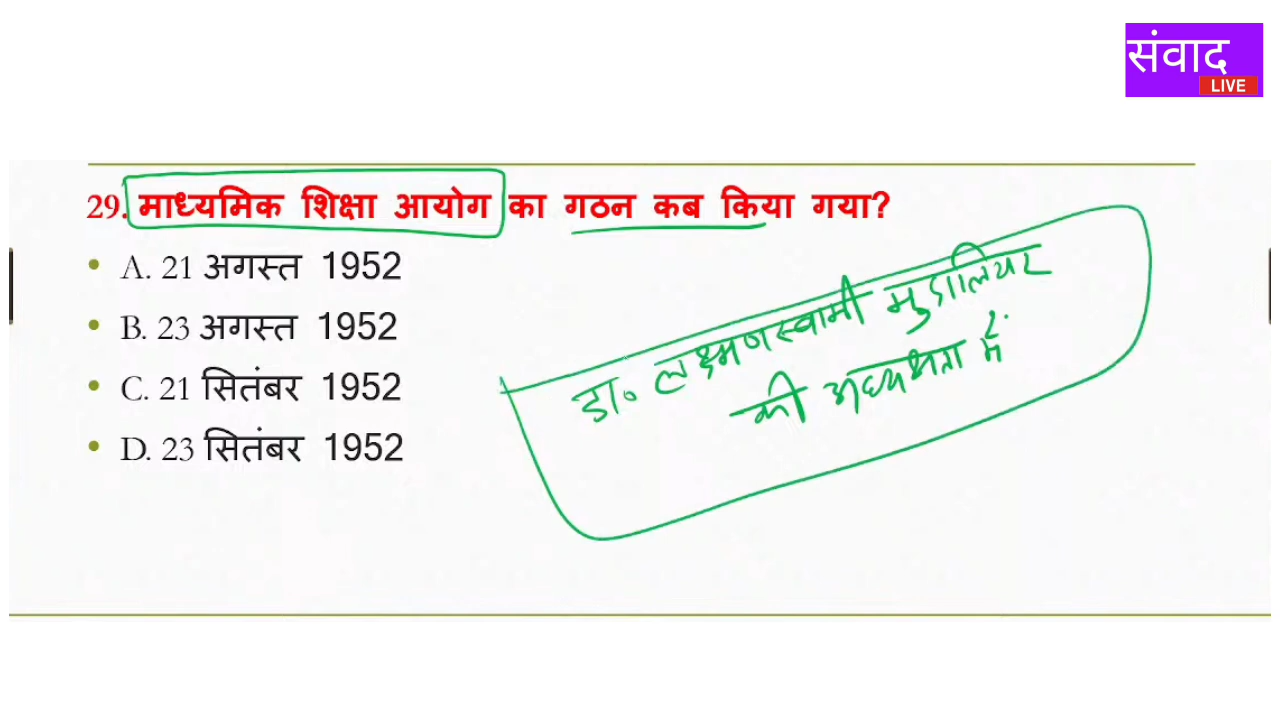 संवाद
LIVE
29. माध्यमिक शिक्षा आयोग का गठन कब किया गया?
• A. 21 अगस्त 1952
• B. 23 अगस्त 1952
• C. 21 सितंबर 1952
• D. 23 सितंबर 1952
डा. लक्ष्मणस्वामी मुदालियर
की अध्यक्षता में